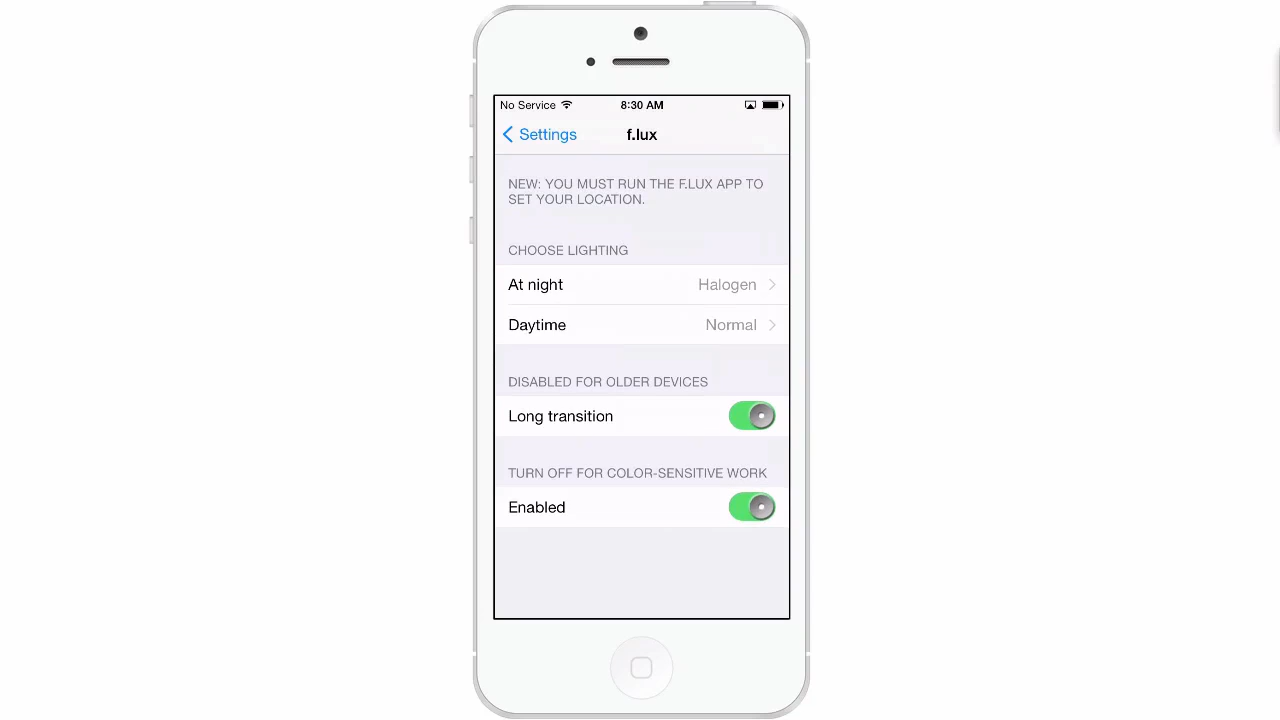 No Service 8:30 AM
Settings f.lux
NEW: YOU MUST RUN THE F.LUX APP TO
SET YOUR LOCATION.
CHOOSE LIGHTING
At night Halogen
Daytime Normal
DISABLED FOR OLDER DEVICES
Long transition
TURN OFF FOR COLOR-SENSITIVE WORK
Enabled